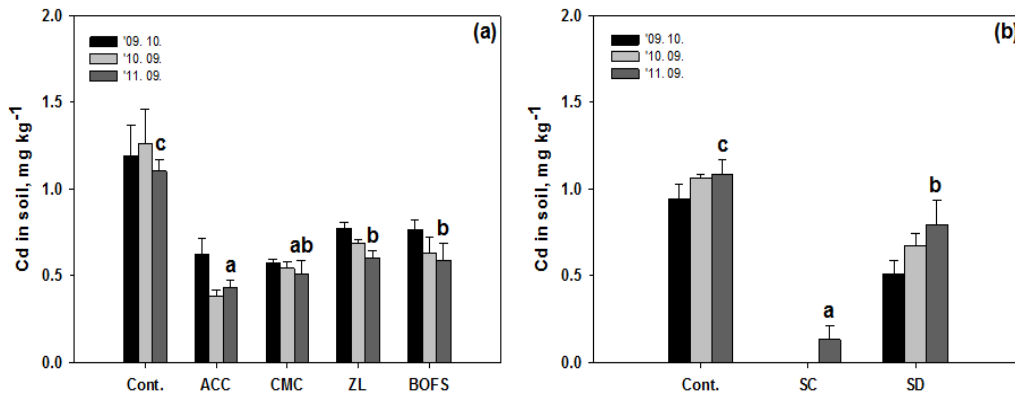 2.0
1.5
1.0
0.5
0.0
Cd in soil, mg kg-1
(a)
'09. 10.
'10. 09.
'11. 09.
c
a
ab
b
b
Cont. ACC CMC ZL BOFS
2.0
1.5
1.0
0.5
0.0
Cd in soil, mg kg-1
(b)
'09. 10.
'10. 09.
'11. 09.
c
a
b
Cont. SC SD